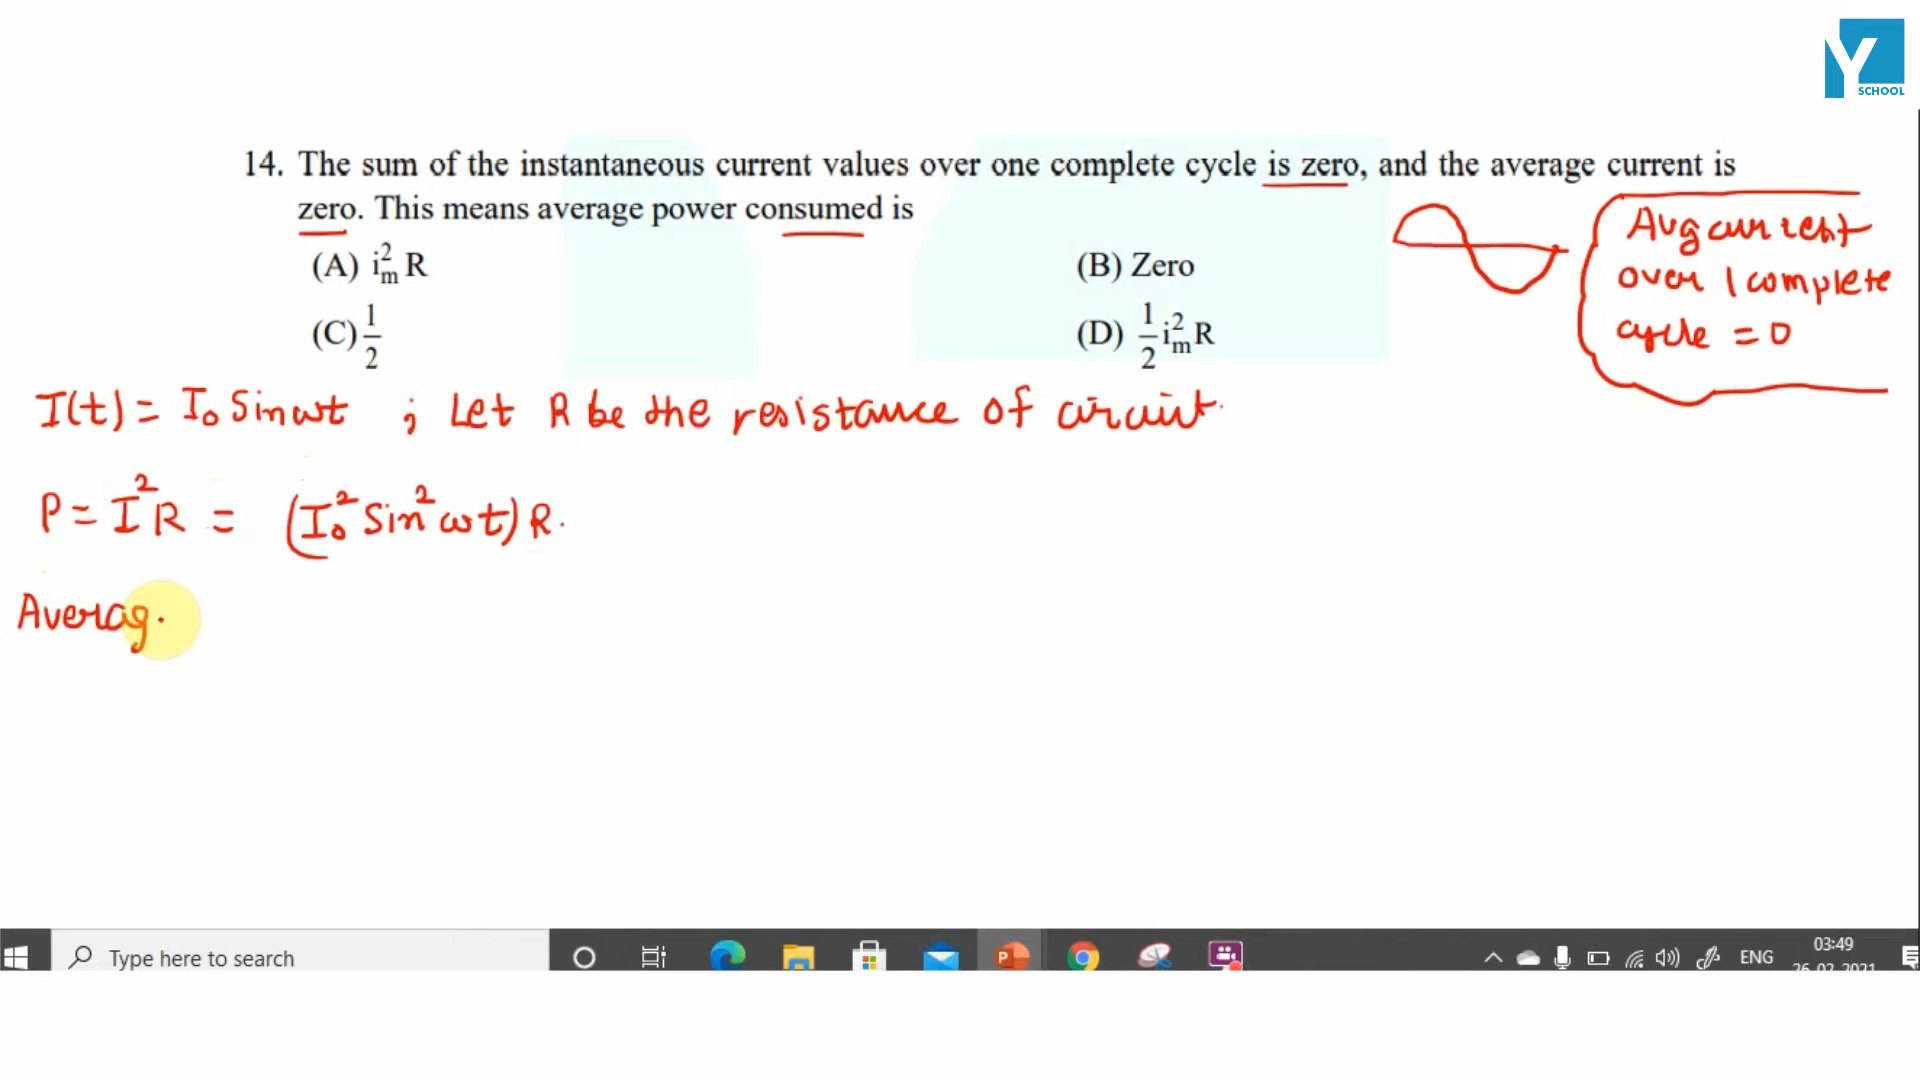 Y SCHOOL
14. The sum of the instantaneous current values over one complete cycle is zero, and the average current is
zero. This means average power consumed is
(A) i²ₘ R
(B) Zero
(C) 1/2
(D) 1/2 i²ₘ R
Avg current
over 1 complete
cycle = 0
I(t) = I₀ Sin ωt ; Let R be the resistance of circuit.
P = I²R = (I₀² Sin² ωt) R.
Averag.
Type here to search
ENG
03:49
26-02-2021